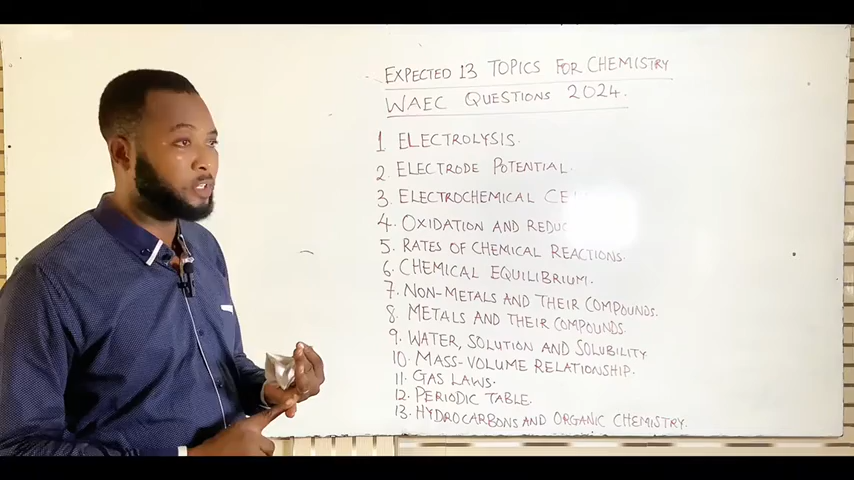 EXPECTED 13 TOPICS FOR CHEMISTRY
WAEC QUESTIONS 2024.
1 ELECTROLYSIS.
2. ELECTRODE POTENTIAL.
3. ELECTROCHEMICAL
4. OXIDATION AND
5. RATES OF CHEMICAL REACTIONS.
6. CHEMICAL EQUILIBRIUM.
7. NON-METALS AND THEIR COMPOUNDS.
8. METALS AND THEIR COMPOUNDS.
9. WATER, SOLUTION AND SOLUBILITY
10. MASS-VOLUME RELATIONSHIP.
11. GAS LAWS.
12. PERIODIC TABLE.
13. HYDROCARBONS AND ORGANIC CHEMISTRY.